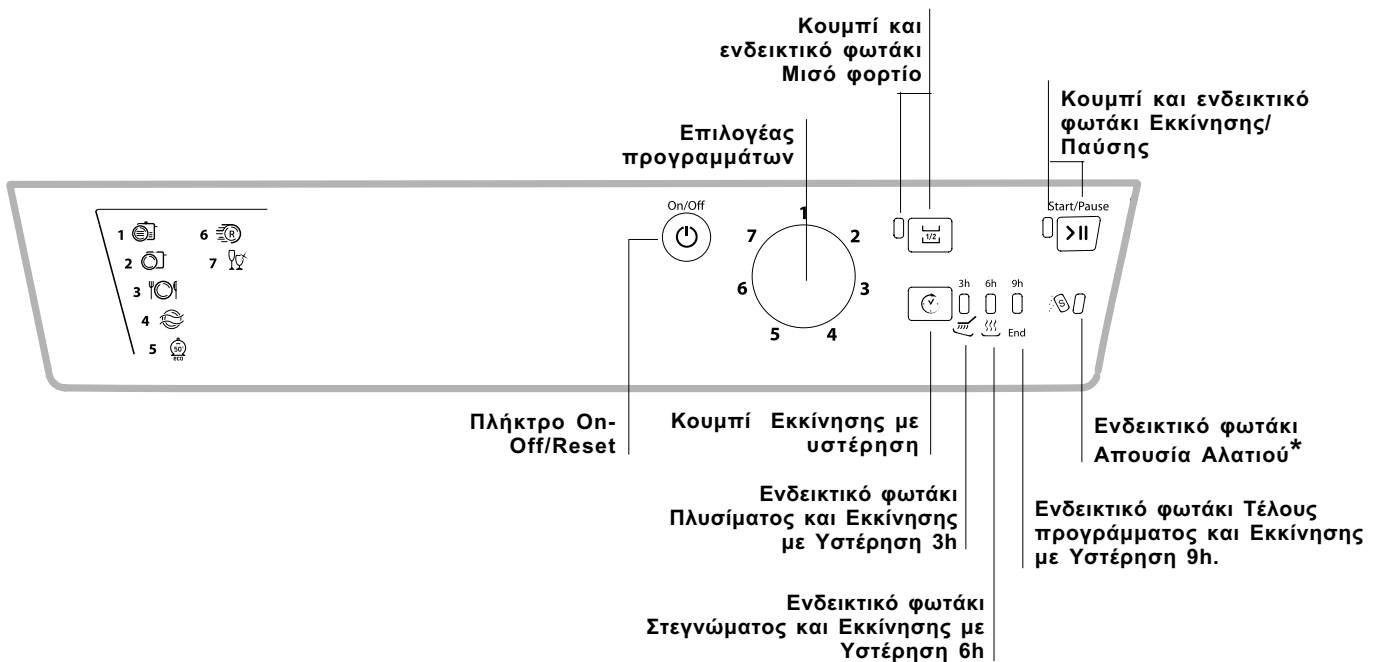 Κουμπί και
ενδεικτικό φωτάκι
Μισό φορτίο
Κουμπί και ενδεικτικό
φωτάκι Εκκίνησης/
Παύσης
Επιλογέας
προγραμμάτων
1
2
3
4
5
50°
eco
6
R
7
On/Off
1
2
3
4
5
6
7
1/2
Start/Pause
3h 6h 9h
S
End
Πλήκτρο On-
Off/Reset
Κουμπί Εκκίνησης με
υστέρηση
Ενδεικτικό φωτάκι
Απουσία Αλατιού*
Ενδεικτικό φωτάκι
Πλυσίματος και Εκκίνησης
με Υστέρηση 3h
Ενδεικτικό φωτάκι Τέλους
προγράμματος και Εκκίνησης
με Υστέρηση 9h.
Ενδεικτικό φωτάκι
Στεγνώματος και Εκκίνησης με
Υστέρηση 6h